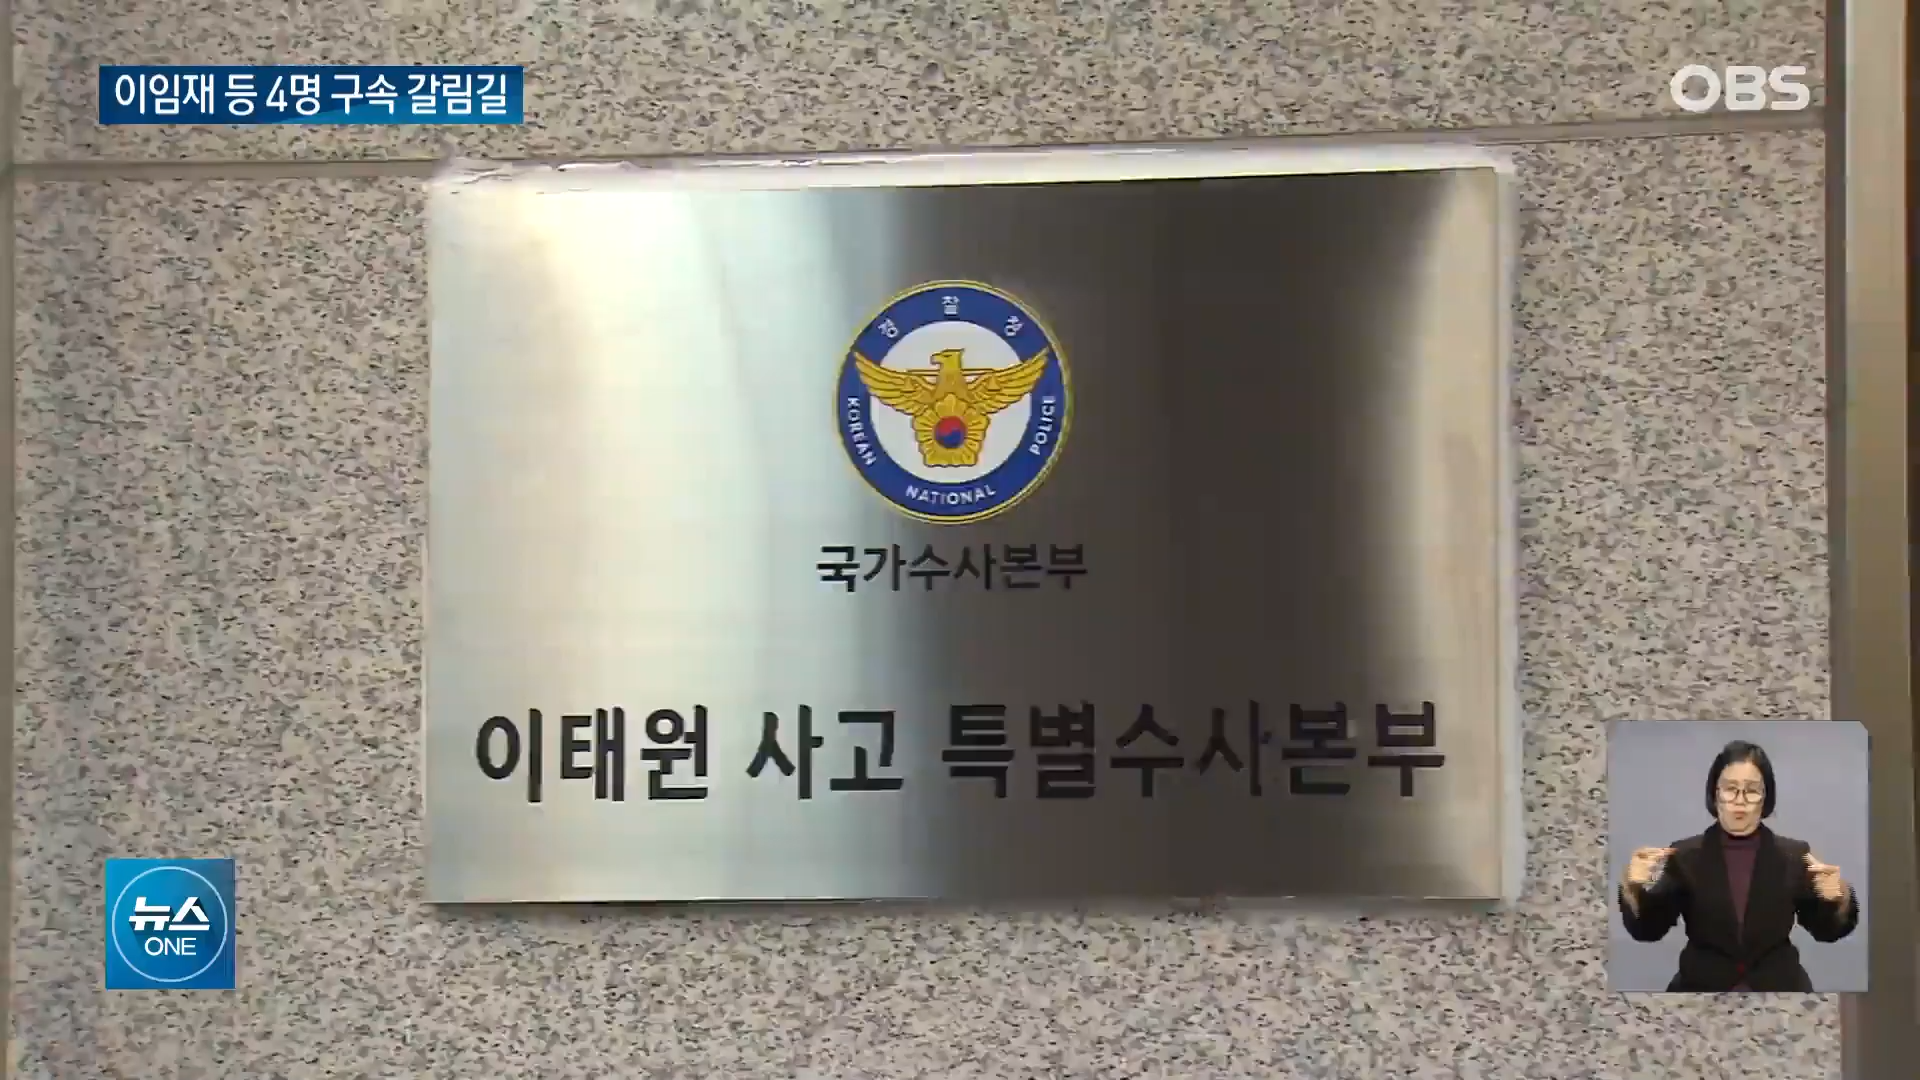 이임재 등 4명 구속 갈림길
OBS
경찰청
KOREAN NATIONAL POLICE
국가수사본부
이태원 사고 특별수사본부
뉴스
ONE